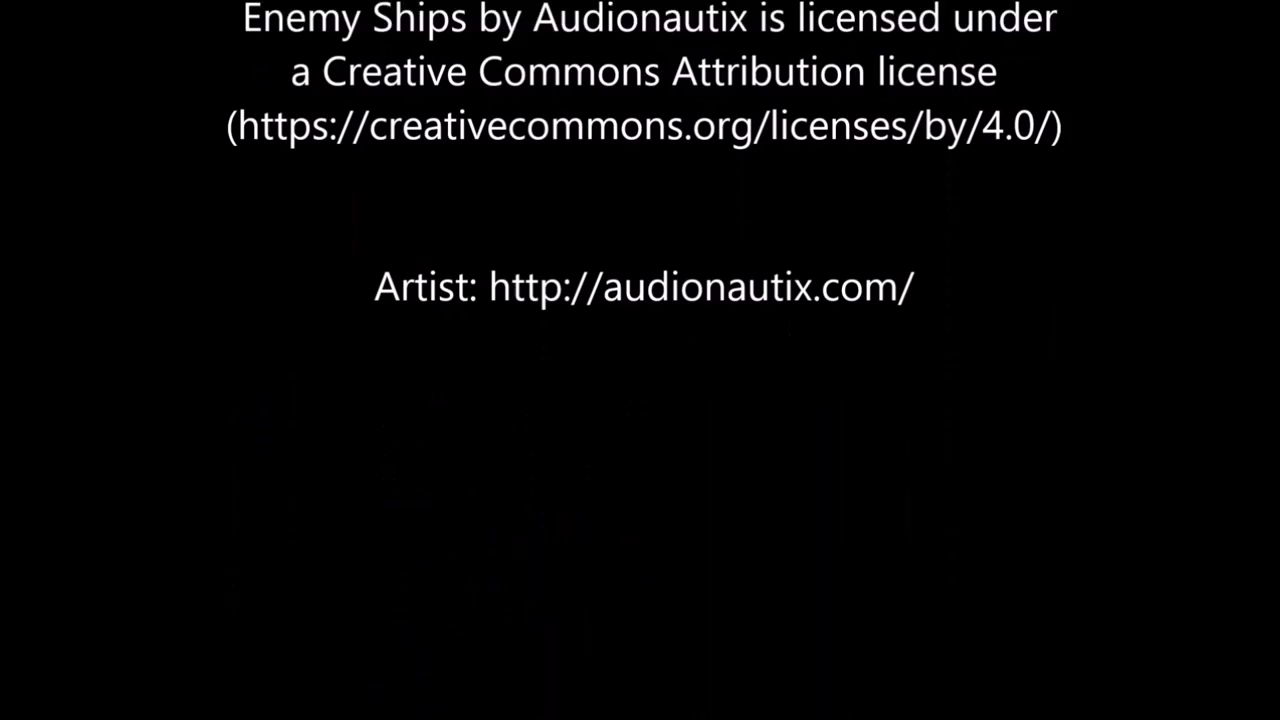 Enemy Ships by Audionautix is licensed under
a Creative Commons Attribution license
(https://creativecommons.org/licenses/by/4.0/)
Artist: http://audionautix.com/